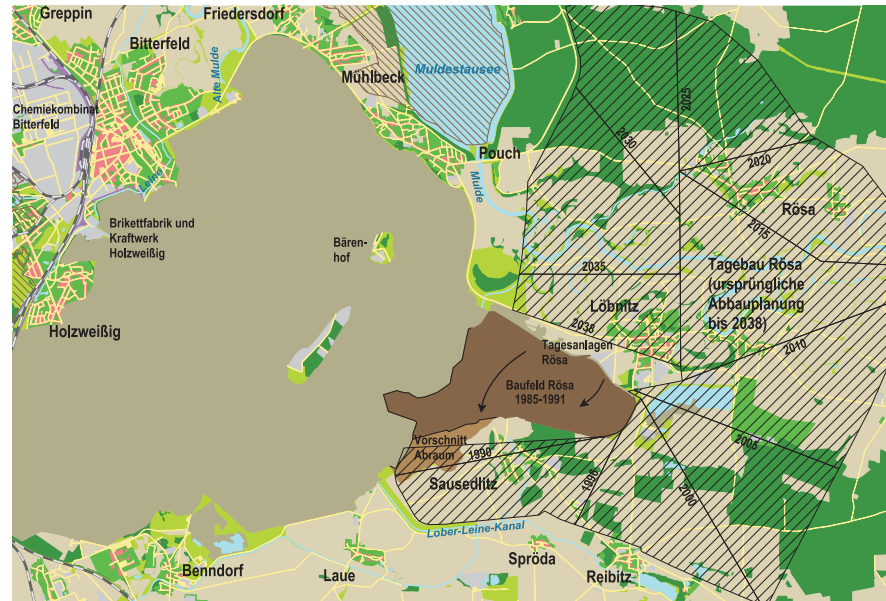 Greppin
Friedersdorf
Bitterfeld
Alte Mulde
Mühlbeck
Muldestausee
Chemiekombinat
Bitterfeld
Leine
Pouch
Mulde
2025
2030
2020
Rösa
2015
Brikettfabrik und
Kraftwerk
Holzweißig
Bären-
hof
2035
Tagebau Rösa
(ursprüngliche
Abbauplanung
bis 2038)
Löbnitz
2038
2010
Holzweißig
Tagesanlagen
Rösa
Baufeld Rösa
1985-1991
Vorschnitt
Abraum
1990
2005
Sausedlitz
1996
2000
Lober-Leine-Kanal
Benndorf
Laue
Spröda
Reibitz